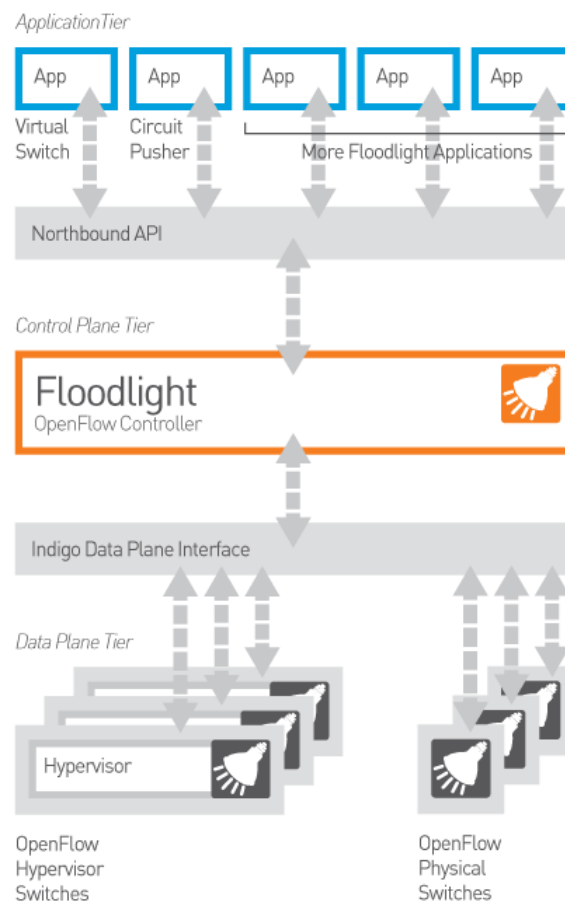 ApplicationTier
App
App
App
App
App
Virtual
Switch
Circuit
Pusher
More Floodlight Applications
Northbound API
Control Plane Tier
Floodlight
OpenFlow Controller
Indigo Data Plane Interface
Data Plane Tier
Hypervisor
OpenFlow
Hypervisor
Switches
OpenFlow
Physical
Switches